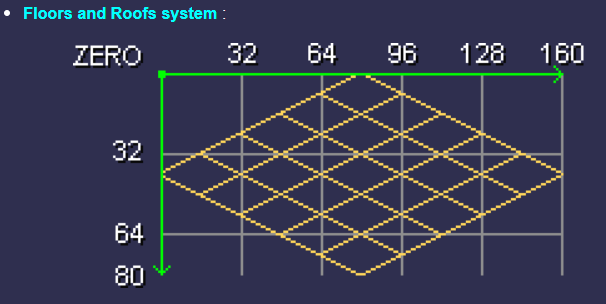 Floors and Roofs system :
ZERO 32 64 96 128 160
32
64
80